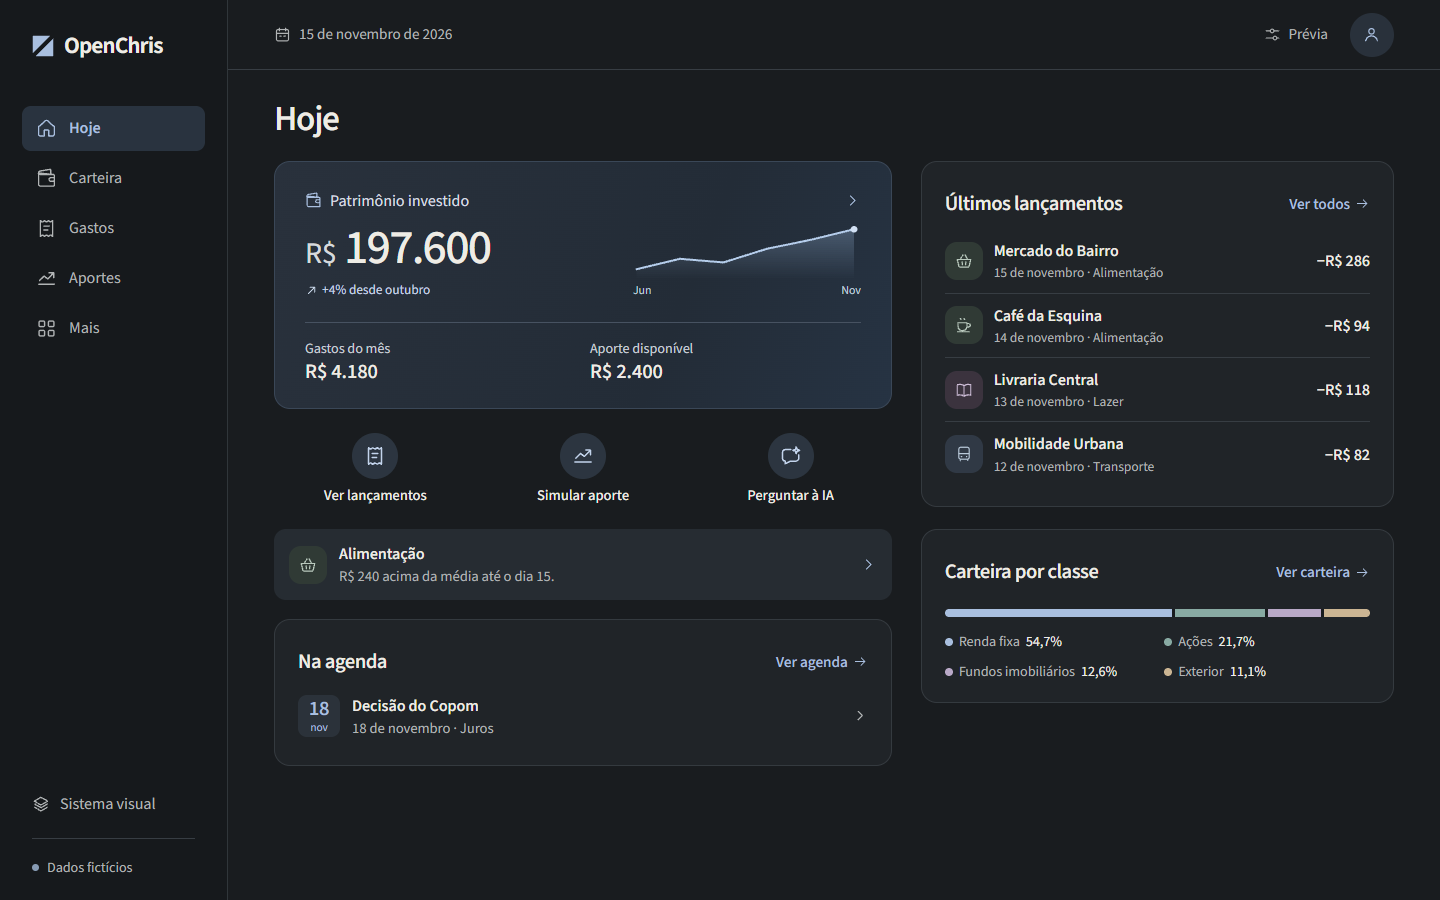 OpenChris
Hoje
Carteira
Gastos
Aportes
Mais
Sistema visual
Dados fictícios
15 de novembro de 2026
Prévia
Hoje
Patrimônio investido
R$ 197.600
+4% desde outubro
Jun
Nov
Gastos do mês
R$ 4.180
Aporte disponível
R$ 2.400
Ver lançamentos
Simular aporte
Perguntar à IA
Alimentação
R$ 240 acima da média até o dia 15.
Na agenda
Ver agenda
18
nov
Decisão do Copom
18 de novembro · Juros
Últimos lançamentos
Ver todos
Mercado do Bairro
15 de novembro · Alimentação
−R$ 286
Café da Esquina
14 de novembro · Alimentação
−R$ 94
Livraria Central
13 de novembro · Lazer
−R$ 118
Mobilidade Urbana
12 de novembro · Transporte
−R$ 82
Carteira por classe
Ver carteira
Renda fixa 54,7%
Ações 21,7%
Fundos imobiliários 12,6%
Exterior 11,1%